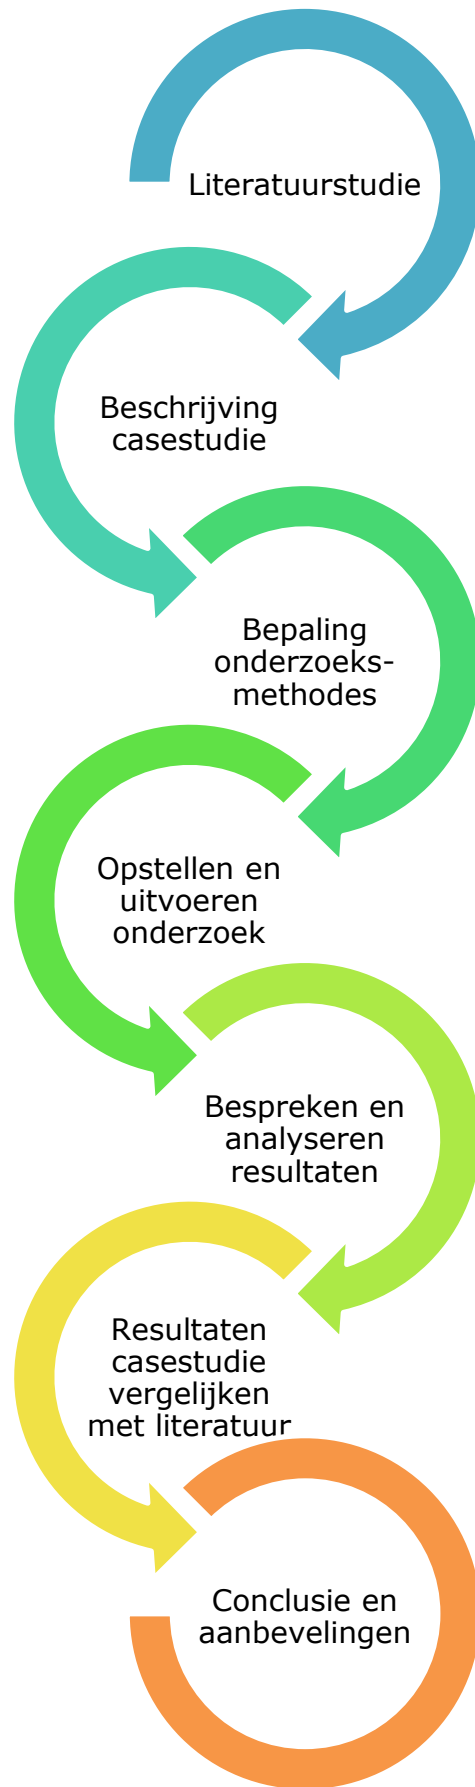 Literatuurstudie
Beschrijving
casestudie
Bepaling
onderzoeks-
methodes
Opstellen en
uitvoeren
onderzoek
Bespreken en
analyseren
resultaten
Resultaten
casestudie
vergelijken
met literatuur
Conclusie en
aanbevelingen